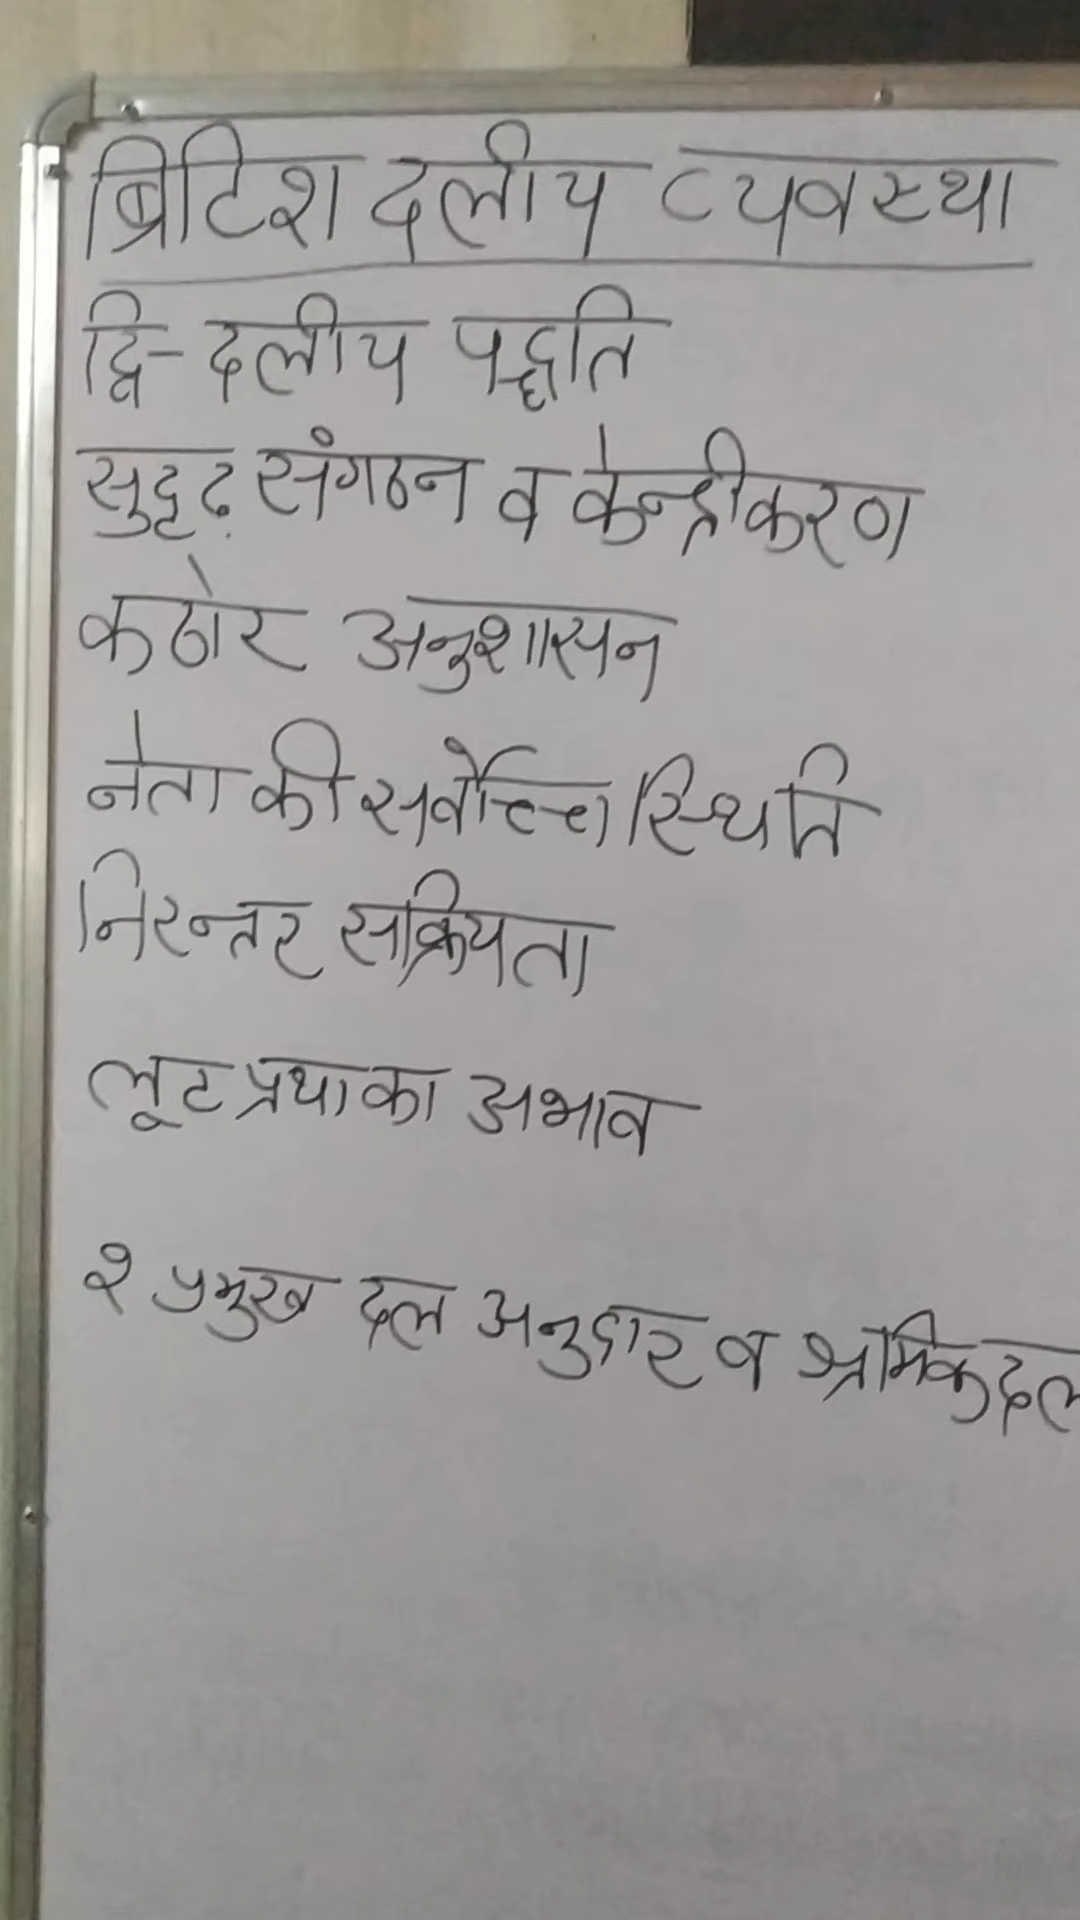 ब्रिटिश दलीय व्यवस्था
द्वि-दलीय पद्धति
सुदृढ़ संगठन व केन्द्रीकरण
कठोर अनुशासन
नेता की सर्वोच्च स्थिति
निरन्तर सक्रियता
लूट प्रथा का अभाव
२ प्रमुख दल अनुदार व श्रमिक दल